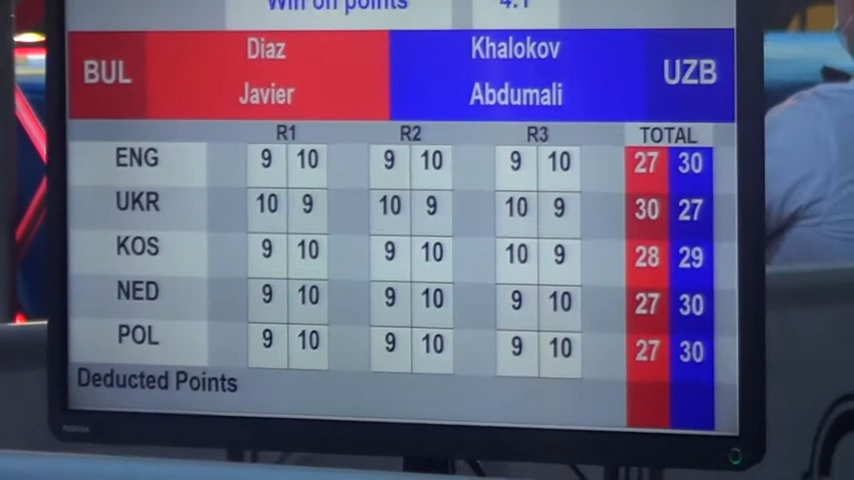 Win on points 4:1
BUL Diaz Javier Khalokov Abdumali UZB
R1 R2 R3 TOTAL
ENG 9 10 9 10 9 10 27 30
UKR 10 9 10 9 10 9 30 27
KOS 9 10 9 10 10 9 28 29
NED 9 10 9 10 9 10 27 30
POL 9 10 9 10 9 10 27 30
Deducted Points
TOSHIBA